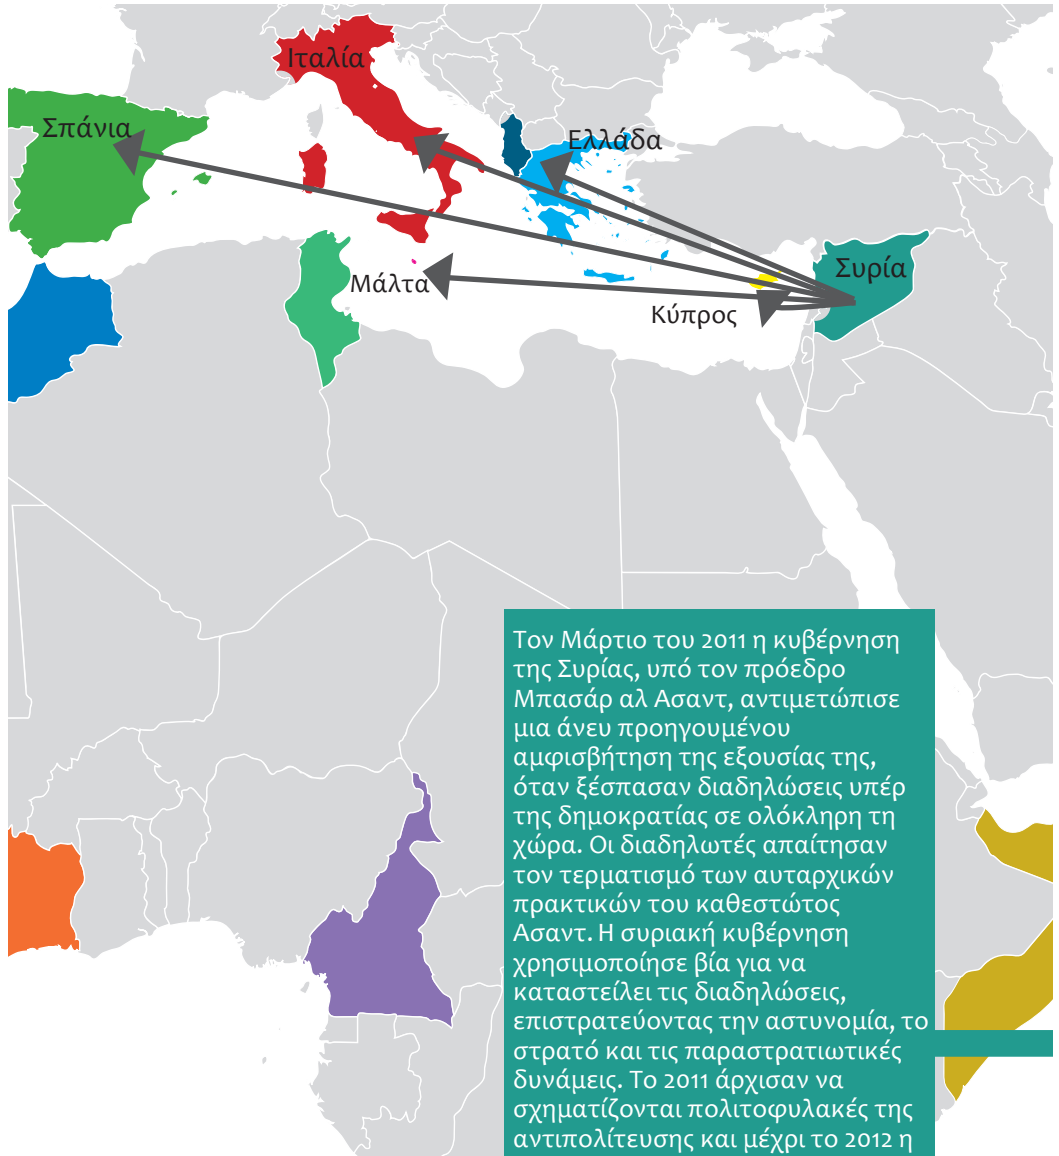 Ιταλία
Σπάνια
Ελλάδα
Συρία
Μάλτα
Κύπρος
Τον Μάρτιο του 2011 η κυβέρνηση
της Συρίας, υπό τον πρόεδρο
Μπασάρ αλ Ασαντ, αντιμετώπισε
μια άνευ προηγουμένου
αμφισβήτηση της εξουσίας της,
όταν ξέσπασαν διαδηλώσεις υπέρ
της δημοκρατίας σε ολόκληρη τη
χώρα. Οι διαδηλωτές απαίτησαν
τον τερματισμό των αυταρχικών
πρακτικών του καθεστώτος
Ασαντ. Η συριακή κυβέρνηση
χρησιμοποίησε βία για να
καταστείλει τις διαδηλώσεις,
επιστρατεύοντας την αστυνομία, το
στρατό και τις παραστρατιωτικές
δυνάμεις. Το 2011 άρχισαν να
σχηματίζονται πολιτοφυλακές της
αντιπολίτευσης και μέχρι το 2012 η